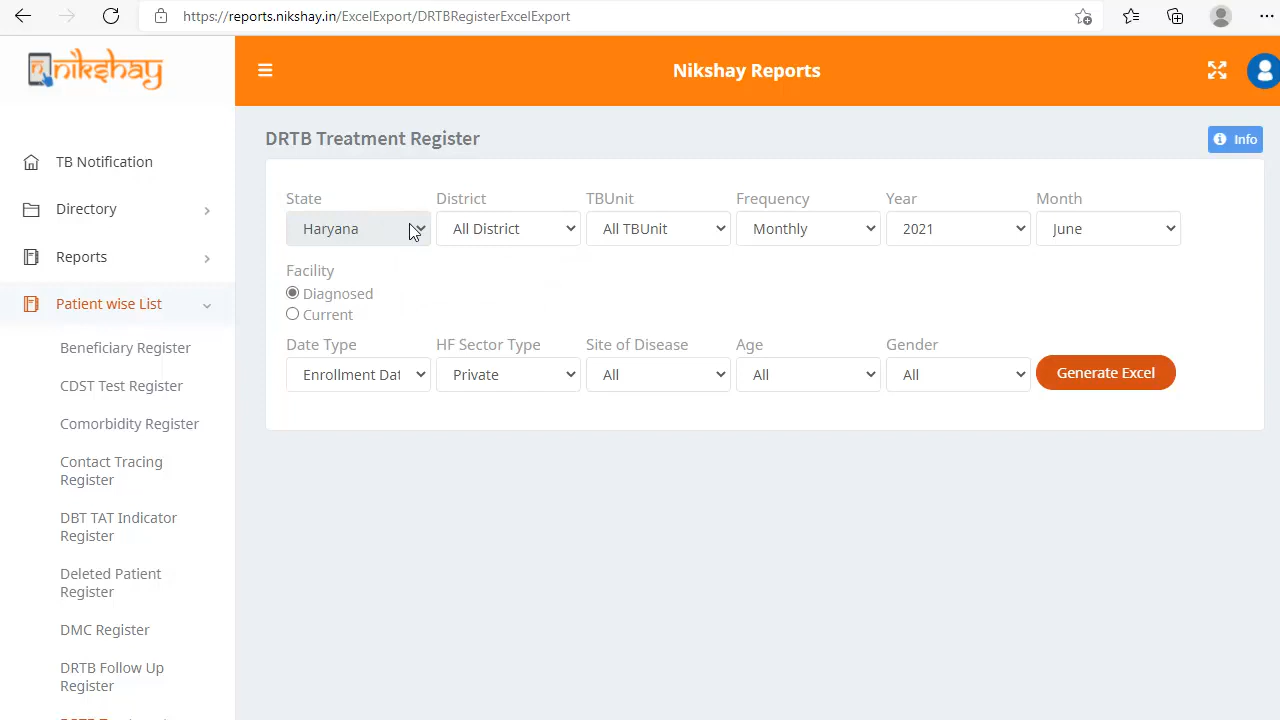 https://reports.nikshay.in/ExcelExport/DRTBRegisterExcelExport
nikshay
Nikshay Reports
TB Notification
Directory
Reports
Patient wise List
Beneficiary Register
CDST Test Register
Comorbidity Register
Contact Tracing
Register
DBT TAT Indicator
Register
Deleted Patient
Register
DMC Register
DRTB Follow Up
Register
DRTB Treatment Register
Info
State District TBUnit Frequency Year Month
Haryana All District All TBUnit Monthly 2021 June
Facility
Diagnosed
Current
Date Type HF Sector Type Site of Disease Age Gender
Enrollment Dat Private All All All Generate Excel